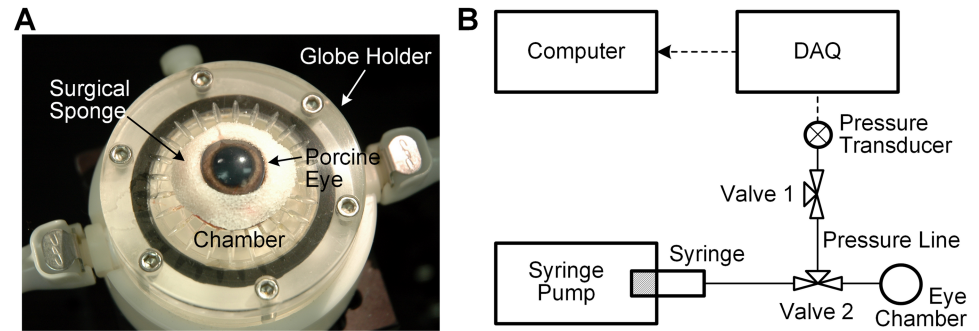 A
Globe Holder
Surgical
Sponge
Porcine
Eye
Chamber
B
Computer
DAQ
Pressure
Transducer
Valve 1
Pressure Line
Syringe
Syringe
Pump
Valve 2
Eye
Chamber